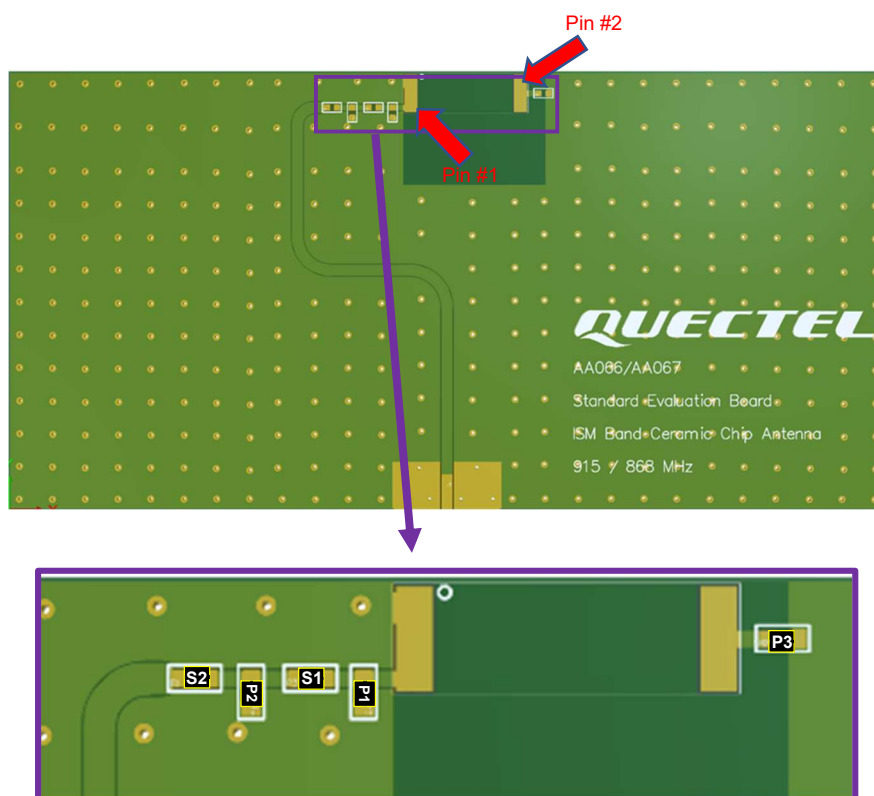 Pin #2
Pin #1
QUECTEL
AA066/AA067
Standard Evaluation Board
ISM Band Ceramic Chip Antenna
915 / 868 MHz
S2
P2
S1
P1
P3